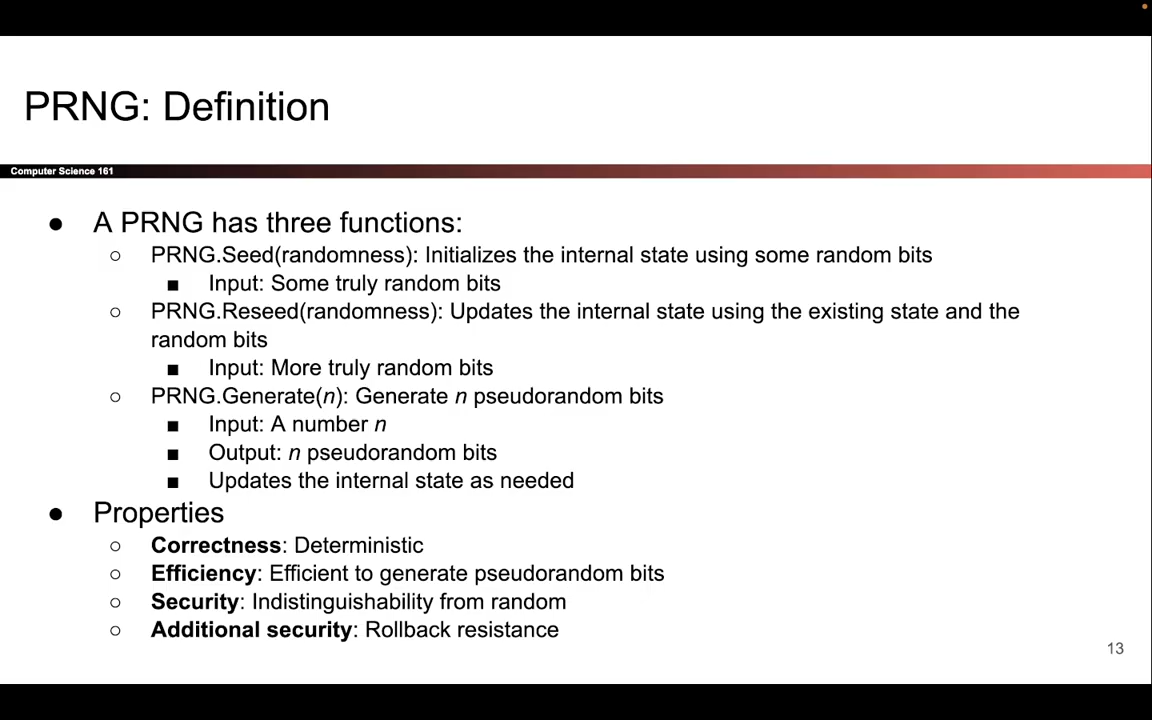 PRNG: Definition
Computer Science 161
● A PRNG has three functions:
○ PRNG.Seed(randomness): Initializes the internal state using some random bits
■ Input: Some truly random bits
○ PRNG.Reseed(randomness): Updates the internal state using the existing state and the
random bits
■ Input: More truly random bits
○ PRNG.Generate(n): Generate n pseudorandom bits
■ Input: A number n
■ Output: n pseudorandom bits
■ Updates the internal state as needed
● Properties
○ Correctness: Deterministic
○ Efficiency: Efficient to generate pseudorandom bits
○ Security: Indistinguishability from random
○ Additional security: Rollback resistance
13